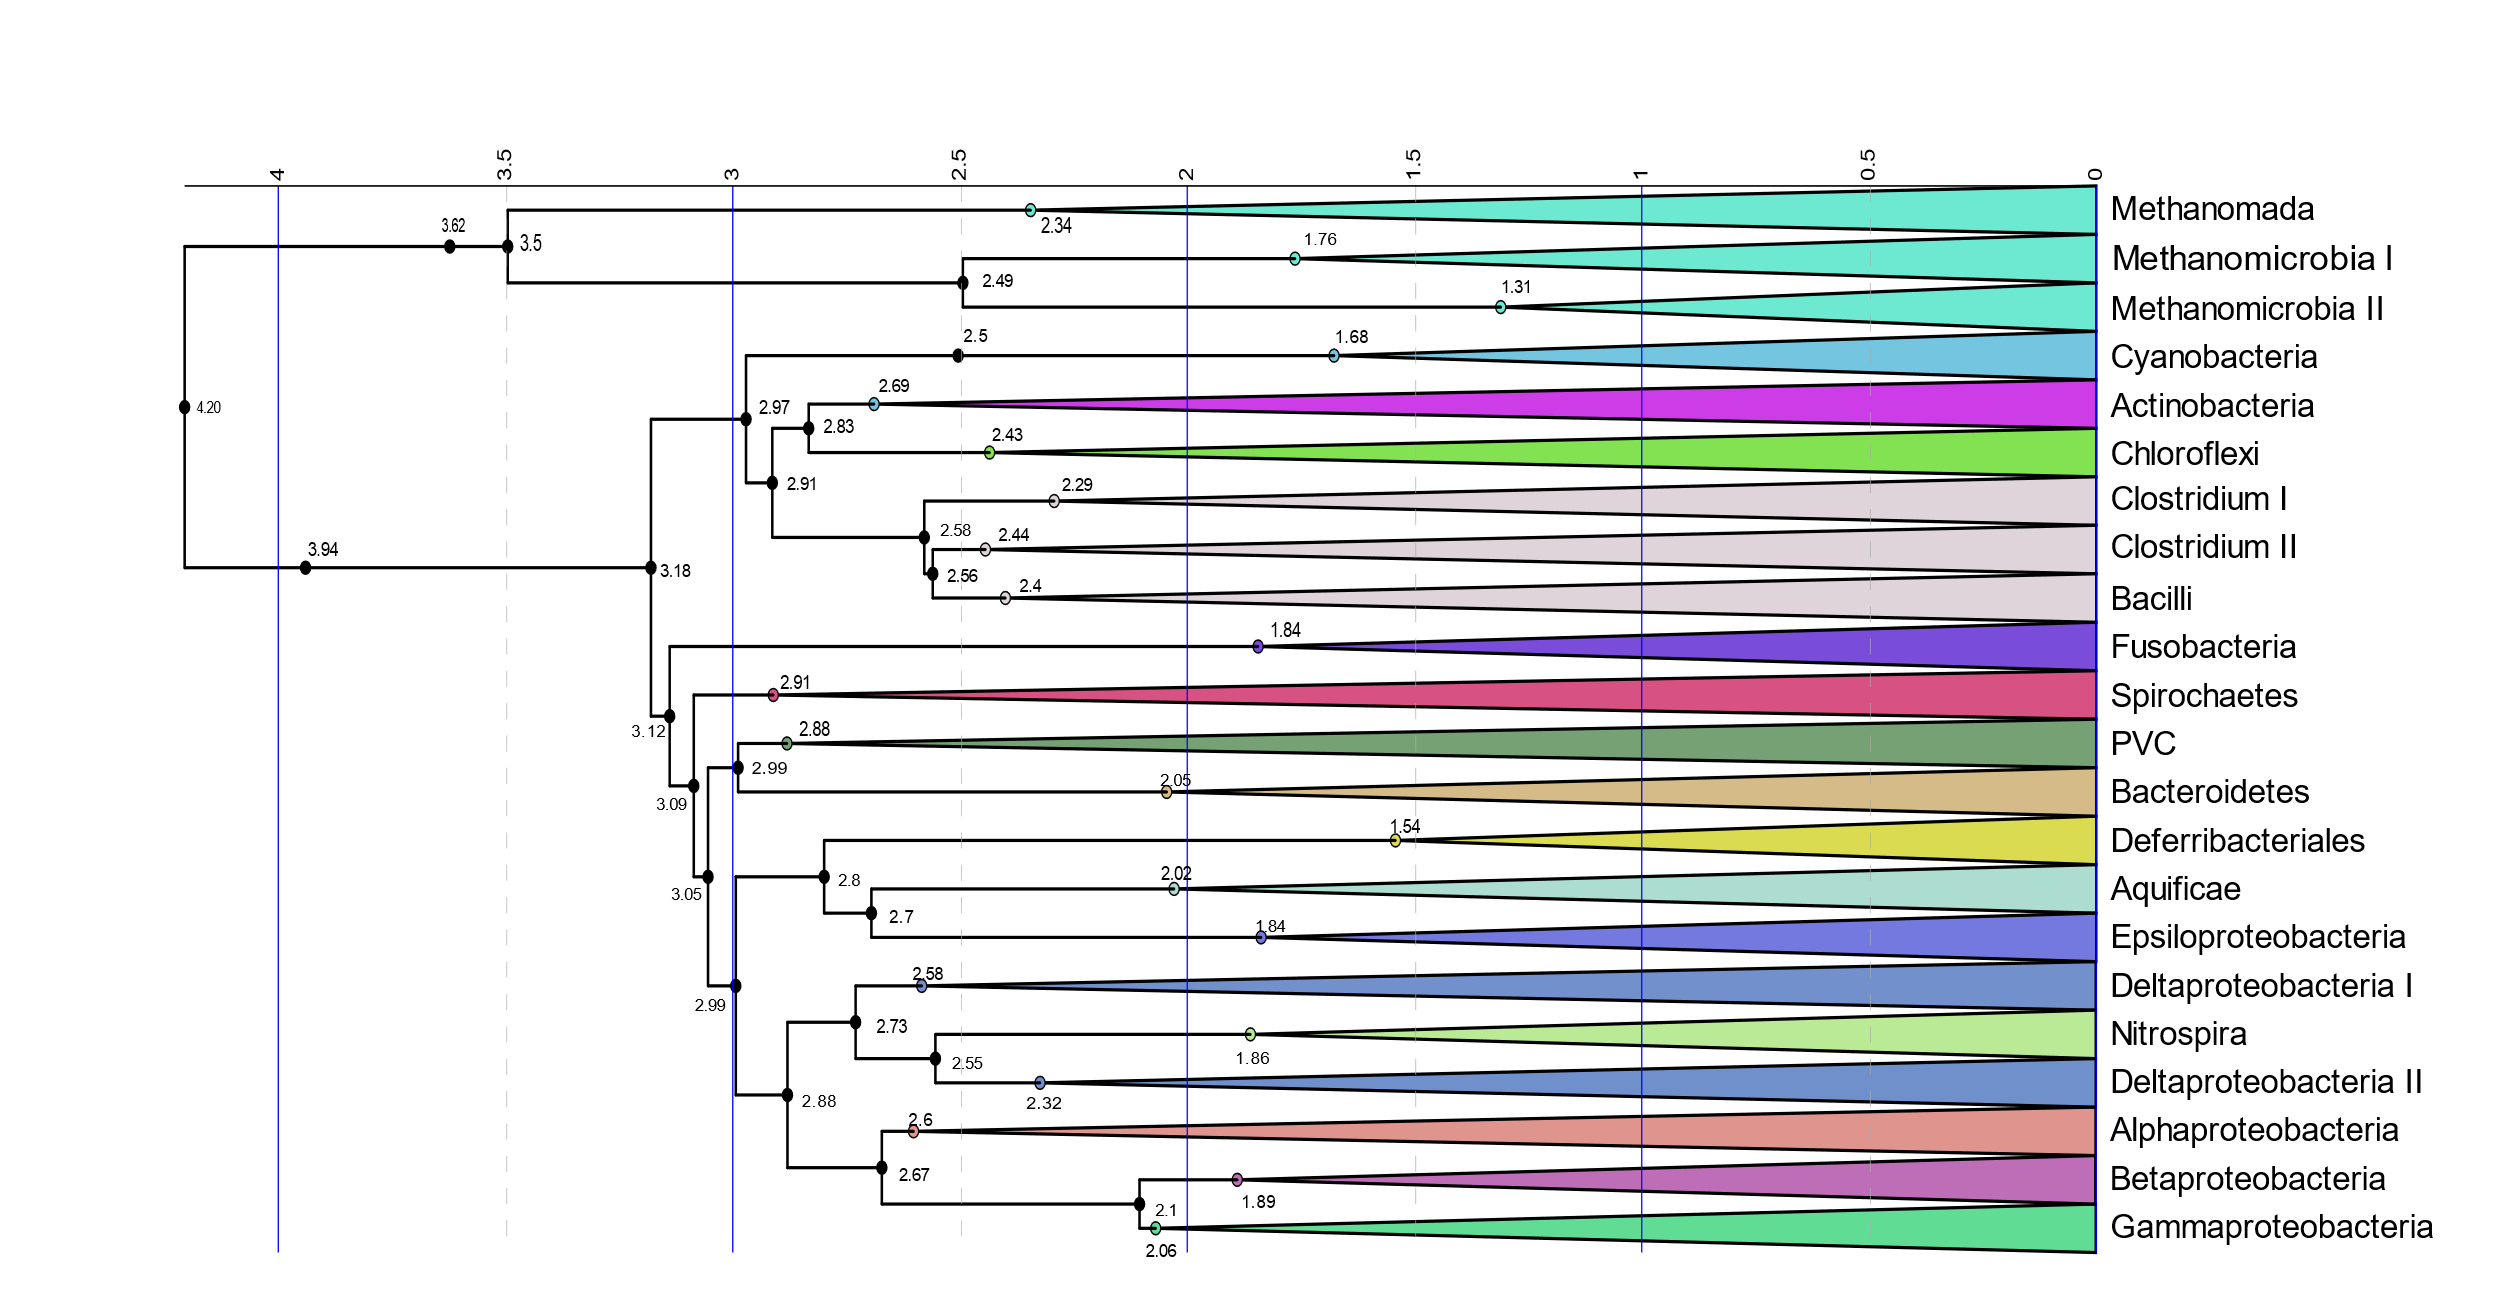 4
3.5
3
2.5
2
1.5
1
0.5
0
Methanomada
3.62
2.34
3.5
1.76
Methanomicrobia I
2.49
1.31
Methanomicrobia II
2.5
1.68
Cyanobacteria
2.69
4.20
2.97
Actinobacteria
2.83
2.43
Chloroflexi
2.91
2.29
Clostridium I
2.58
2.44
3.94
Clostridium II
3.18
2.56
2.4
Bacilli
1.84
Fusobacteria
2.91
Spirochaetes
3.12
2.88
PVC
2.99
2.05
Bacteroidetes
3.09
1.54
Deferribacteriales
2.8
2.02
Aquificae
3.05
2.7
1.84
Epsiloproteobacteria
2.58
Deltaproteobacteria I
2.99
2.73
Nitrospira
2.55
1.86
Deltaproteobacteria II
2.88
2.32
2.6
Alphaproteobacteria
2.67
Betaproteobacteria
1.89
2.1
Gammaproteobacteria
2.06